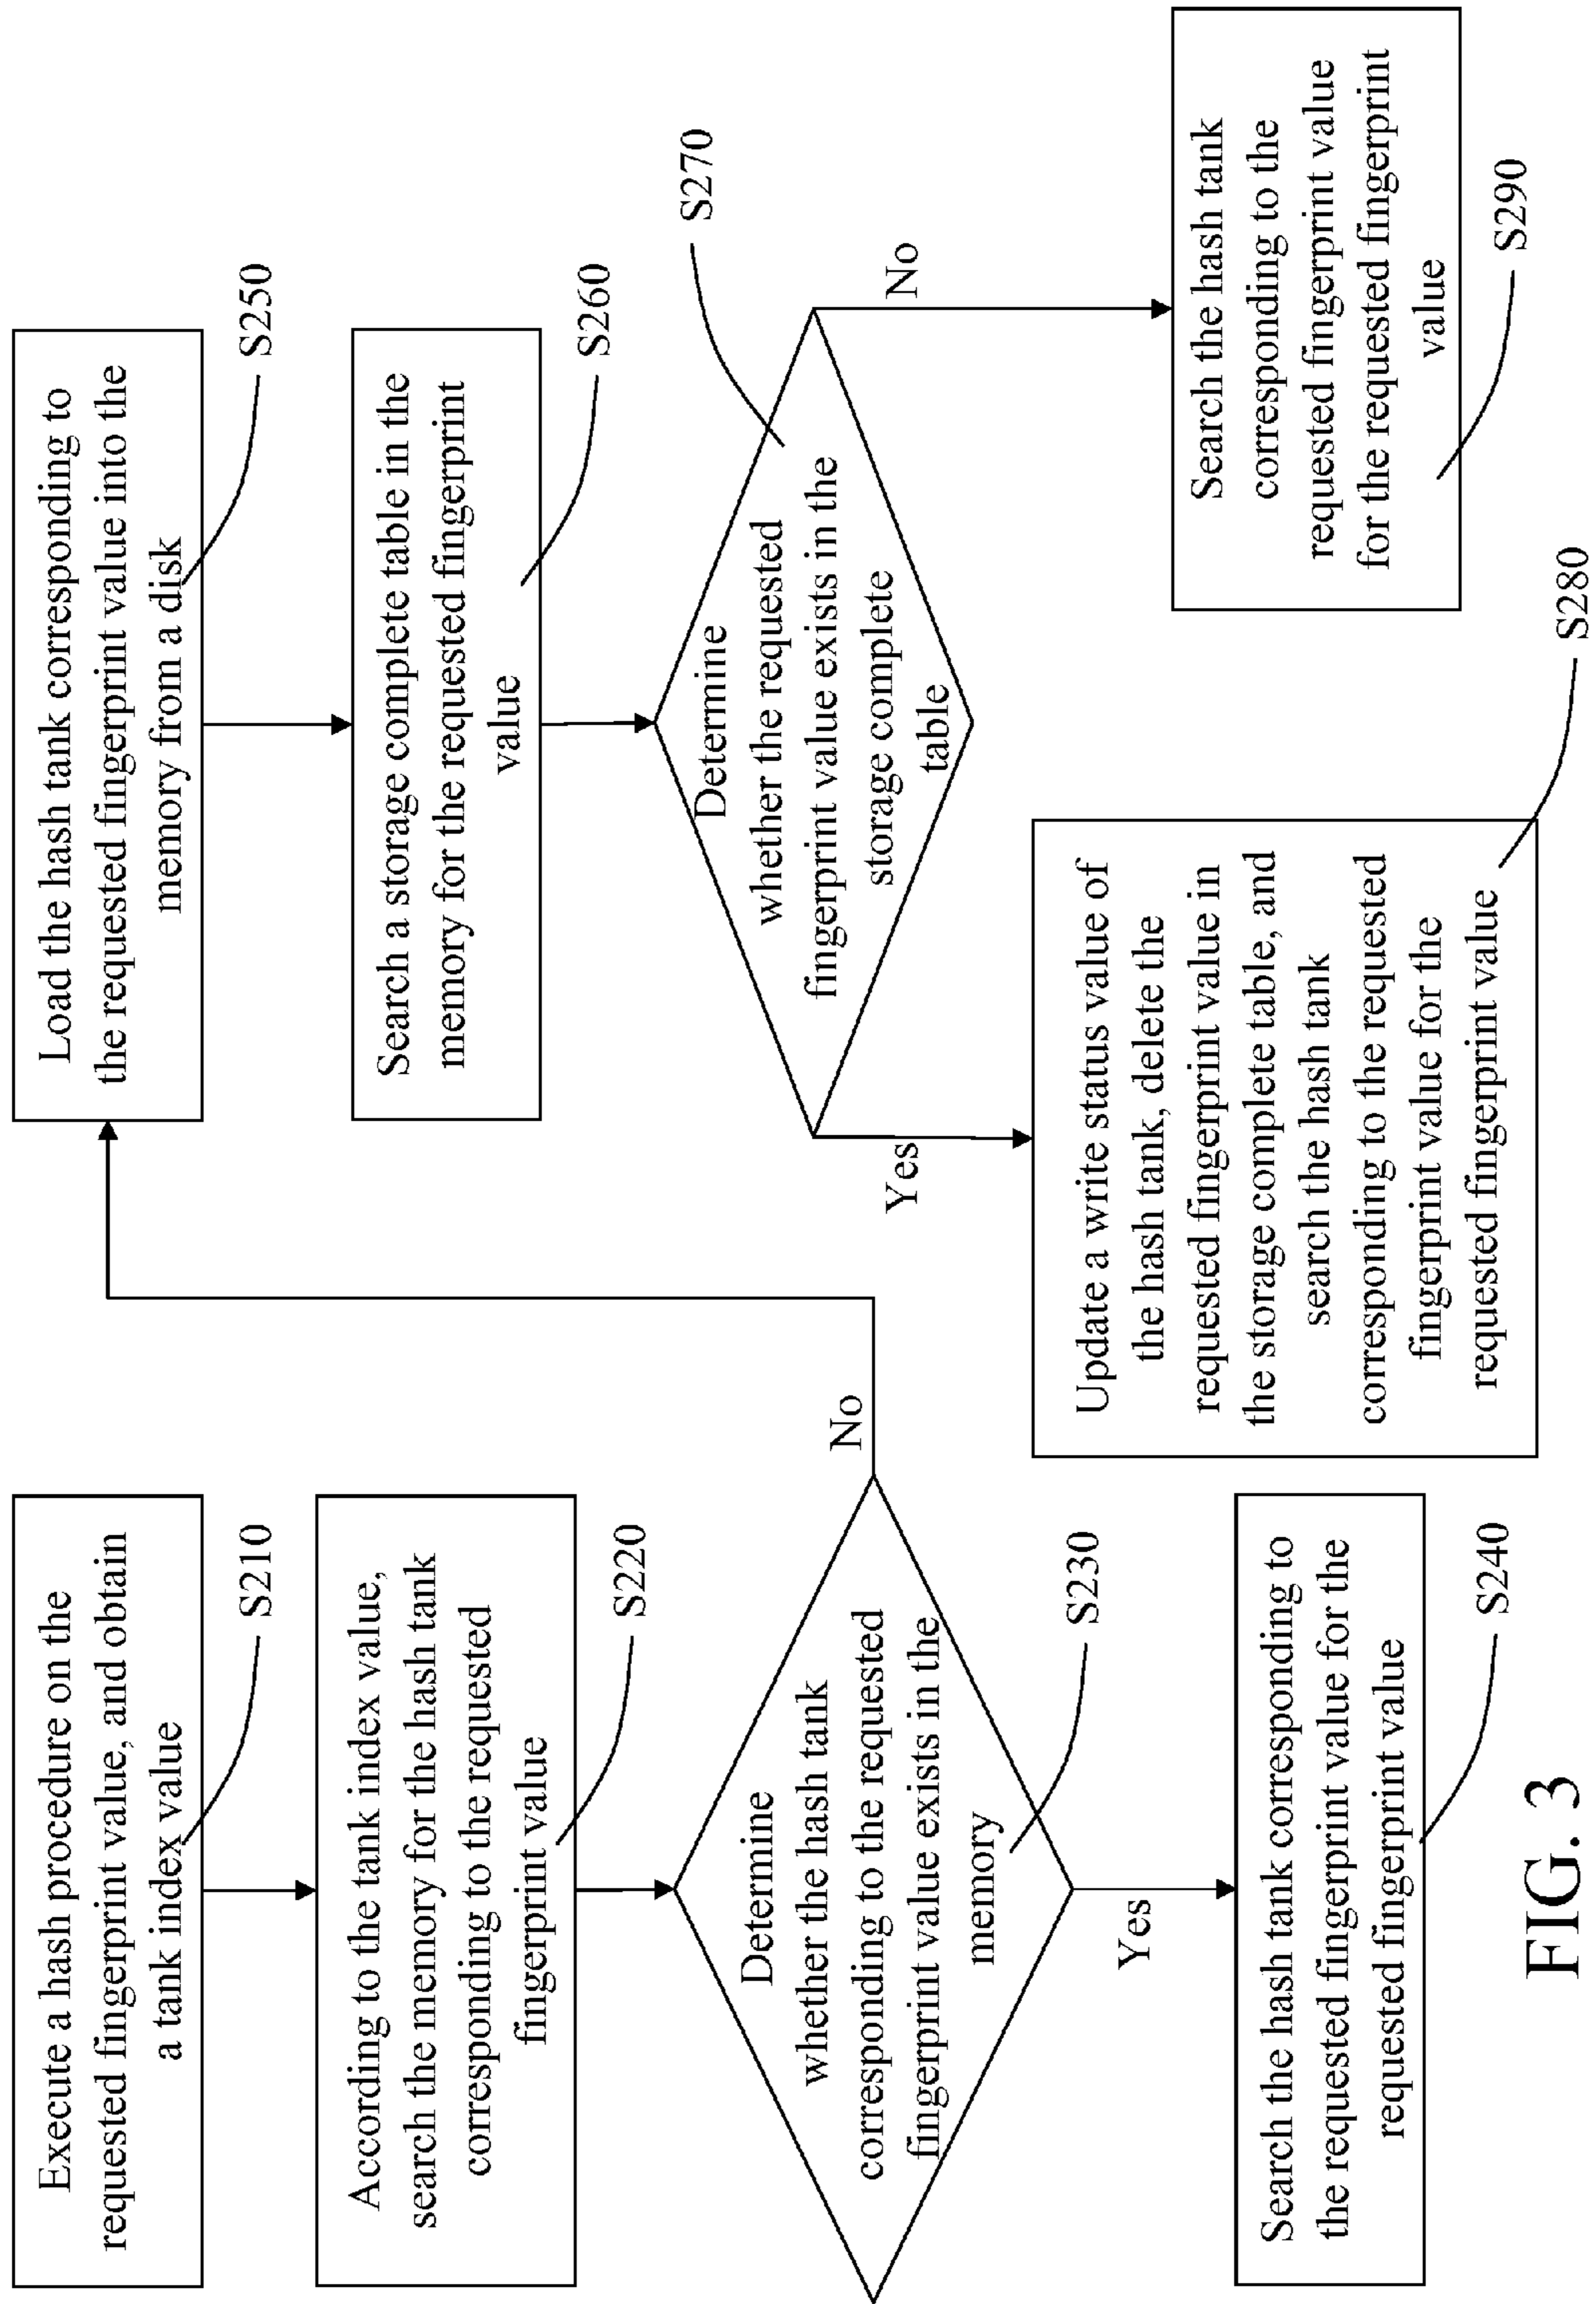 Execute a hash procedure on the
requested fingerprint value, and obtain
a tank index value
S210
According to the tank index value,
search the memory for the hash tank
corresponding to the requested
fingerprint value
S220
Determine
whether the hash tank
corresponding to the requested
fingerprint value exists in the
memory
S230
No
Yes
Search the hash tank corresponding to
the requested fingerprint value for the
requested fingerprint value
S240
Load the hash tank corresponding to
the requested fingerprint value into the
memory from a disk
S250
Search a storage complete table in the
memory for the requested fingerprint
value
S260
Determine
whether the requested
fingerprint value exists in the
storage complete
table
S270
Yes
No
Update a write status value of
the hash tank, delete the
requested fingerprint value in
the storage complete table, and
search the hash tank
corresponding to the requested
fingerprint value for the
requested fingerprint value
S280
Search the hash tank
corresponding to the
requested fingerprint value
for the requested fingerprint
value
S290
FIG. 3